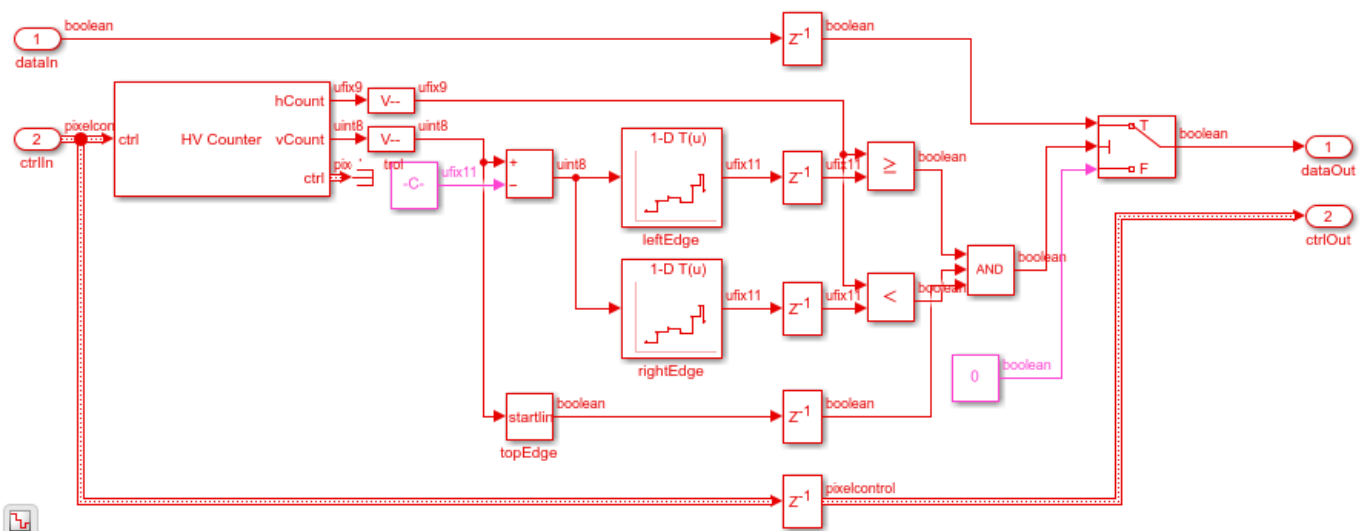 boolean
1
dataIn
Z-1
boolean
2
pixelcon
ctrlIn
ctrl
HV Counter
hCount
vCount
ctrl
ufix9
V--
ufix9
uint8
V--
uint8
trol
-C-
ufix11
+
−
uint8
1-D T(u)
leftEdge
ufix11
Z-1
ufix11
≥
boolean
1-D T(u)
rightEdge
ufix11
Z-1
ufix11
<
boolean
AND
boolean
T
F
boolean
1
dataOut
2
ctrlOut
0
boolean
startlin
topEdge
boolean
Z-1
boolean
Z-1
pixelcontrol